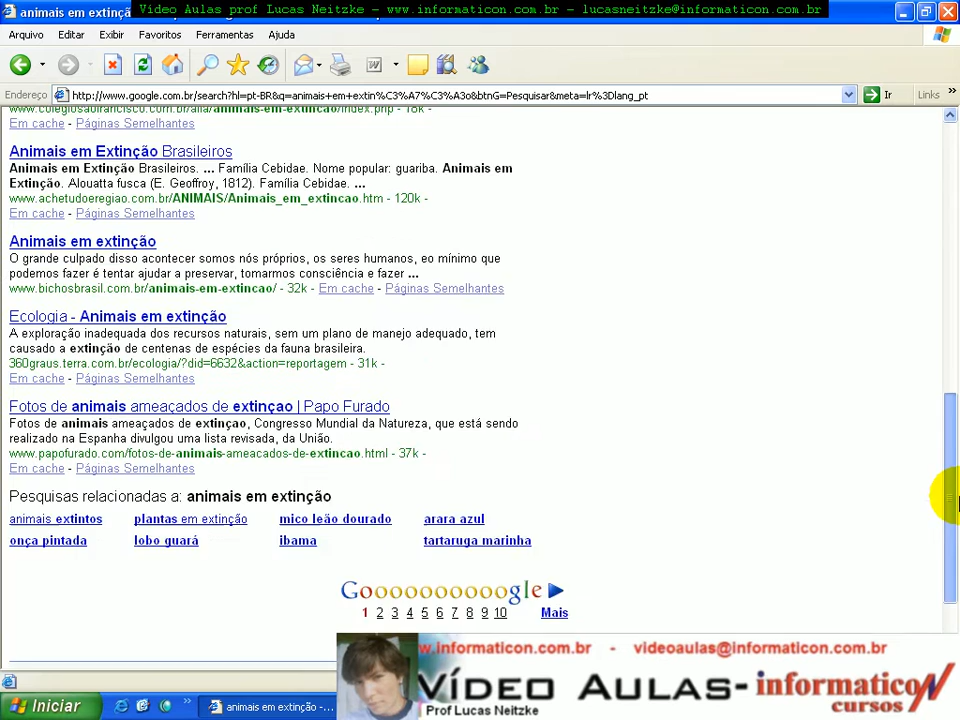 animais em extinçã
Vídeo Aulas prof Lucas Neitzke – www.informaticon.com.br – lucasneitzke@informaticon.com.br
Arquivo Editar Exibir Favoritos Ferramentas Ajuda
Endereço http://www.google.com.br/search?hl=pt-BR&q=animais+em+extin%C3%A7%C3%A3o&btnG=Pesquisar&meta=lr%3Dlang_pt Ir Links »
www.colegiosaofrancisco.com.br/alfa/animais-em-extincao/index.php - 18k -
Em cache - Páginas Semelhantes
Animais em Extinção Brasileiros
Animais em Extinção Brasileiros. ... Família Cebidae. Nome popular: guariba. Animais em
Extinção. Alouatta fusca (E. Geoffroy, 1812). Família Cebidae. ...
www.achetudoeregiao.com.br/ANIMAIS/Animais_em_extincao.htm - 120k -
Em cache - Páginas Semelhantes
Animais em extinção
O grande culpado disso acontecer somos nós próprios, os seres humanos, eo mínimo que
podemos fazer é tentar ajudar a preservar, tomarmos consciência e fazer ...
www.bichosbrasil.com.br/animais-em-extincao/ - 32k - Em cache - Páginas Semelhantes
Ecologia - Animais em extinção
A exploração inadequada dos recursos naturais, sem um plano de manejo adequado, tem
causado a extinção de centenas de espécies da fauna brasileira.
360graus.terra.com.br/ecologia/?did=6632&action=reportagem - 31k -
Em cache - Páginas Semelhantes
Fotos de animais ameaçados de extinçao | Papo Furado
Fotos de animais ameaçados de extinçao, Congresso Mundial da Natureza, que está sendo
realizado na Espanha divulgou uma lista revisada, da União.
www.papofurado.com/fotos-de-animais-ameacados-de-extincao.html - 37k -
Em cache - Páginas Semelhantes
Pesquisas relacionadas a: animais em extinção
animais extintos plantas em extinção mico leão dourado arara azul
onça pintada lobo guará ibama tartaruga marinha
Goooooooooogle
1 2 3 4 5 6 7 8 9 10 Mais
w.informaticon.com.br - videoaulas@informaticon.com.br
Vídeo Aulas- informaticon
cursos
Prof Lucas Neitzke
Iniciar » animais em extinção -...